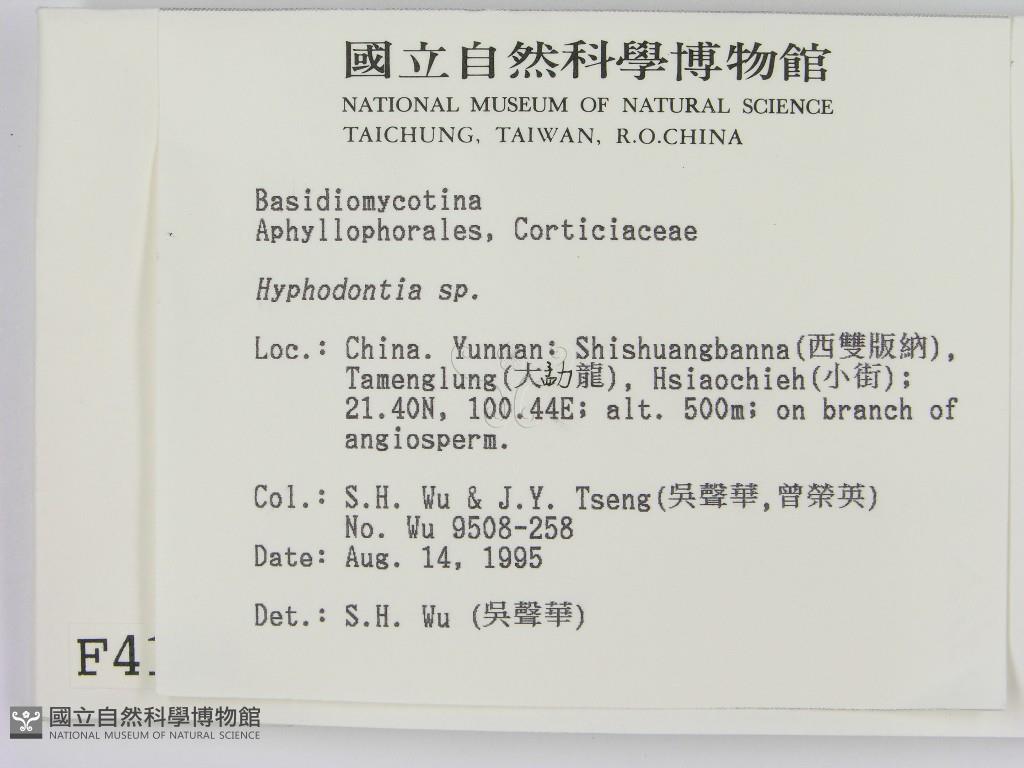 國立自然科學博物館
NATIONAL MUSEUM OF NATURAL SCIENCE
TAICHUNG, TAIWAN, R.O.CHINA
Basidiomycotina
Aphyllophorales, Corticiaceae
Hyphodontia sp.
Loc.: China. Yunnan: Shishuangbanna(西雙版納),
Tamenglung(大勐龍), Hsiaochieh(小街);
21.40N, 100.44E; alt. 500m; on branch of
angiosperm.
Col.: S.H. Wu & J.Y. Tseng(吳聲華,曾榮英)
No. Wu 9508-258
Date: Aug. 14, 1995
Det.: S.H. Wu (吳聲華)
F41
國立自然科學博物館
NATIONAL MUSEUM OF NATURAL SCIENCE